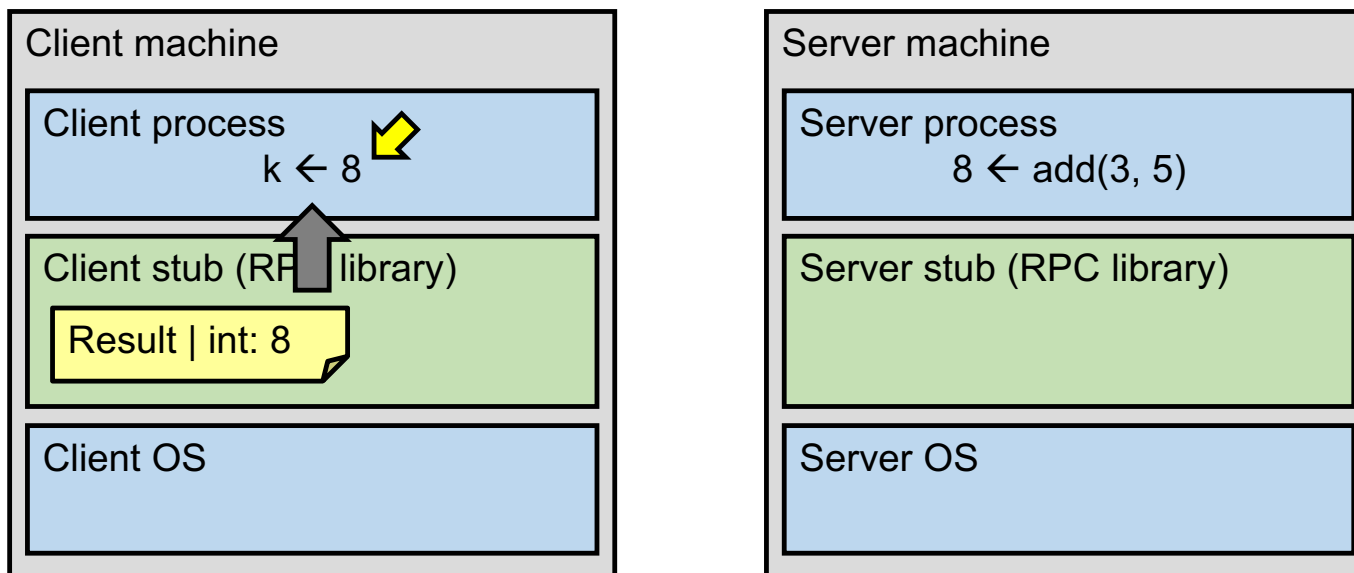 Client machine
Client process
k ← 8
Client stub (RP library)
Result | int: 8
Client OS
Server machine
Server process
8 ← add(3, 5)
Server stub (RPC library)
Server OS